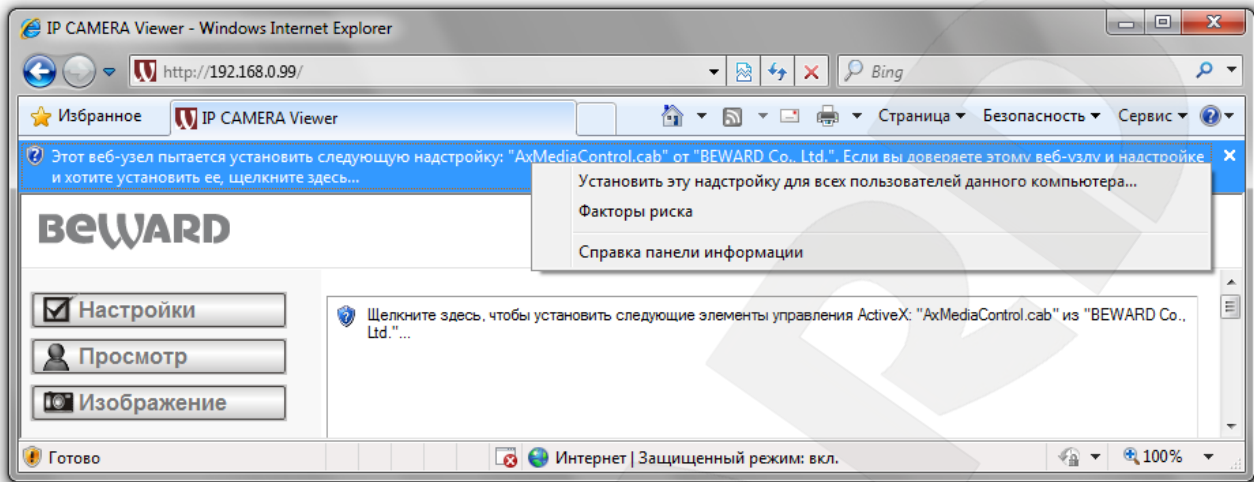 IP CAMERA Viewer - Windows Internet Explorer
http://192.168.0.99/
Bing
Избранное
IP CAMERA Viewer
Страница
Безопасность
Сервис
Этот веб-узел пытается установить следующую надстройку: "AxMediaControl.cab" от "BEWARD Co., Ltd.". Если вы доверяете этому веб-узлу и надстройке
и хотите установить ее, щелкните здесь...
Установить эту надстройку для всех пользователей данного компьютера...
Факторы риска
Справка панели информации
BEWARD
Настройки
Просмотр
Изображение
Щелкните здесь, чтобы установить следующие элементы управления ActiveX: "AxMediaControl.cab" из "BEWARD Co.,
Ltd."...
Готово
Интернет | Защищенный режим: вкл.
100%